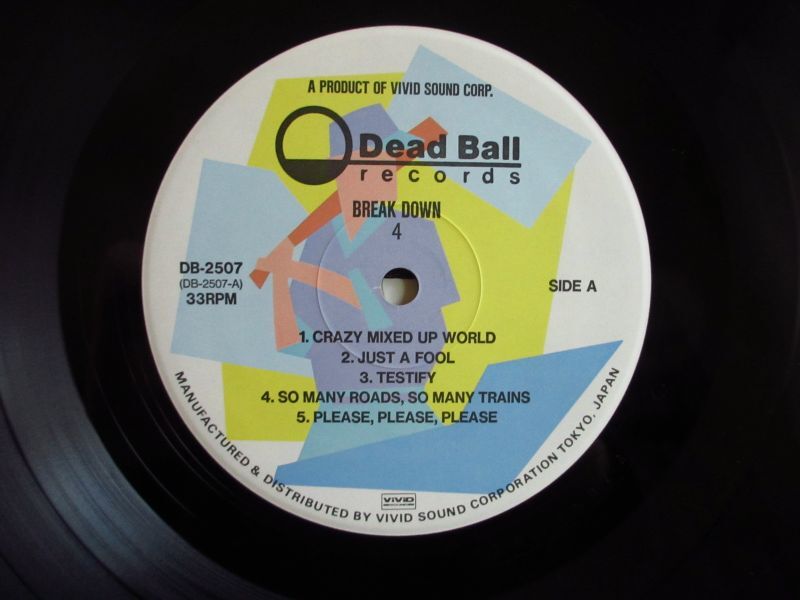 A PRODUCT OF VIVID SOUND CORP.
Dead Ball
records
BREAK DOWN
4
DB-2507
(DB-2507-A)
33RPM
SIDE A
1. CRAZY MIXED UP WORLD
2. JUST A FOOL
3. TESTIFY
4. SO MANY ROADS, SO MANY TRAINS
5. PLEASE, PLEASE, PLEASE
VIVID
MANUFACTURED & DISTRIBUTED BY VIVID SOUND CORPORATION TOKYO. JAPAN